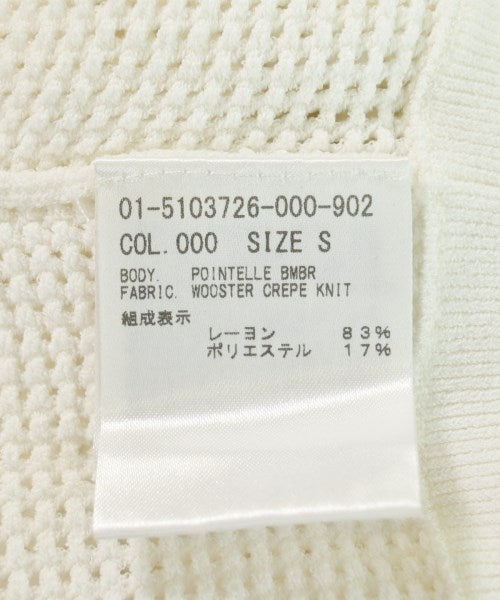 01-5103726-000-902
COL. 000 SIZE S
BODY. POINTELLE BMBR
FABRIC. WOOSTER CREPE KNIT
組成表示
レーヨン 83%
ポリエステル 17%